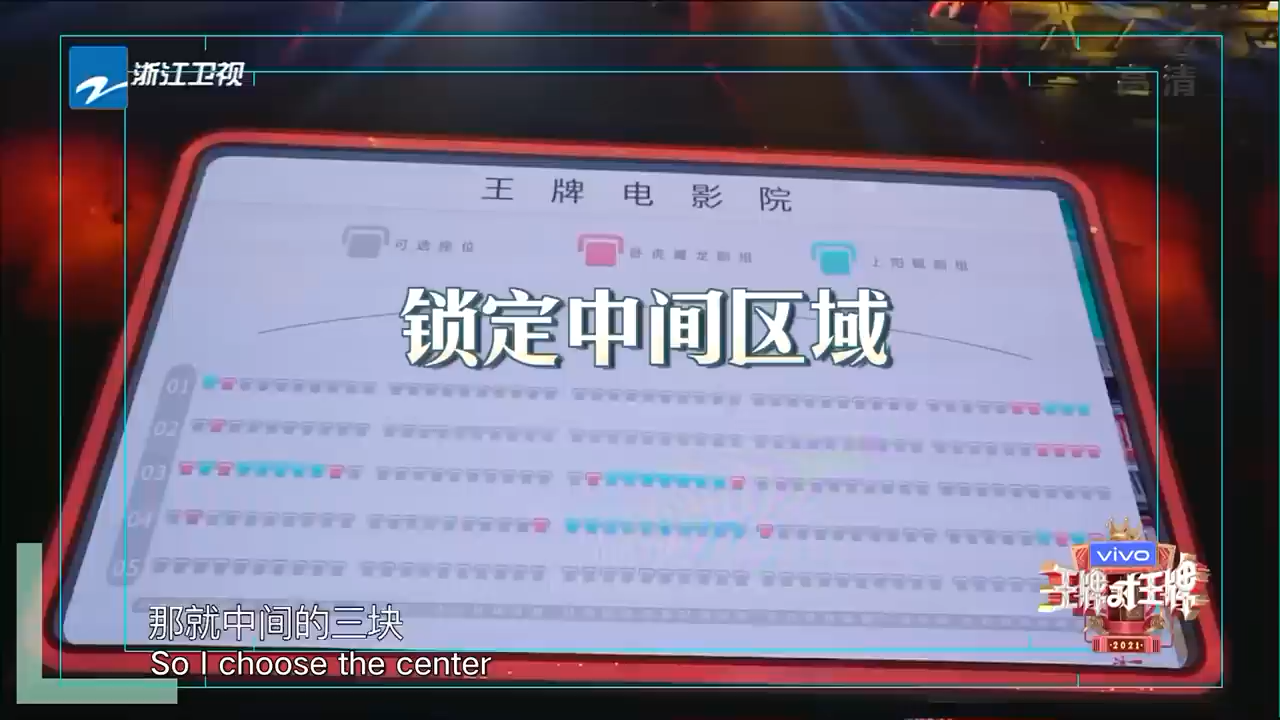 浙江卫视
高清
王牌电影院
可选座位
卧虎藏龙剧组
上阳赋剧组
锁定中间区域
01
02
03
04
05
vivo
王牌对王牌
·2021·
那就中间的三块
So I choose the center